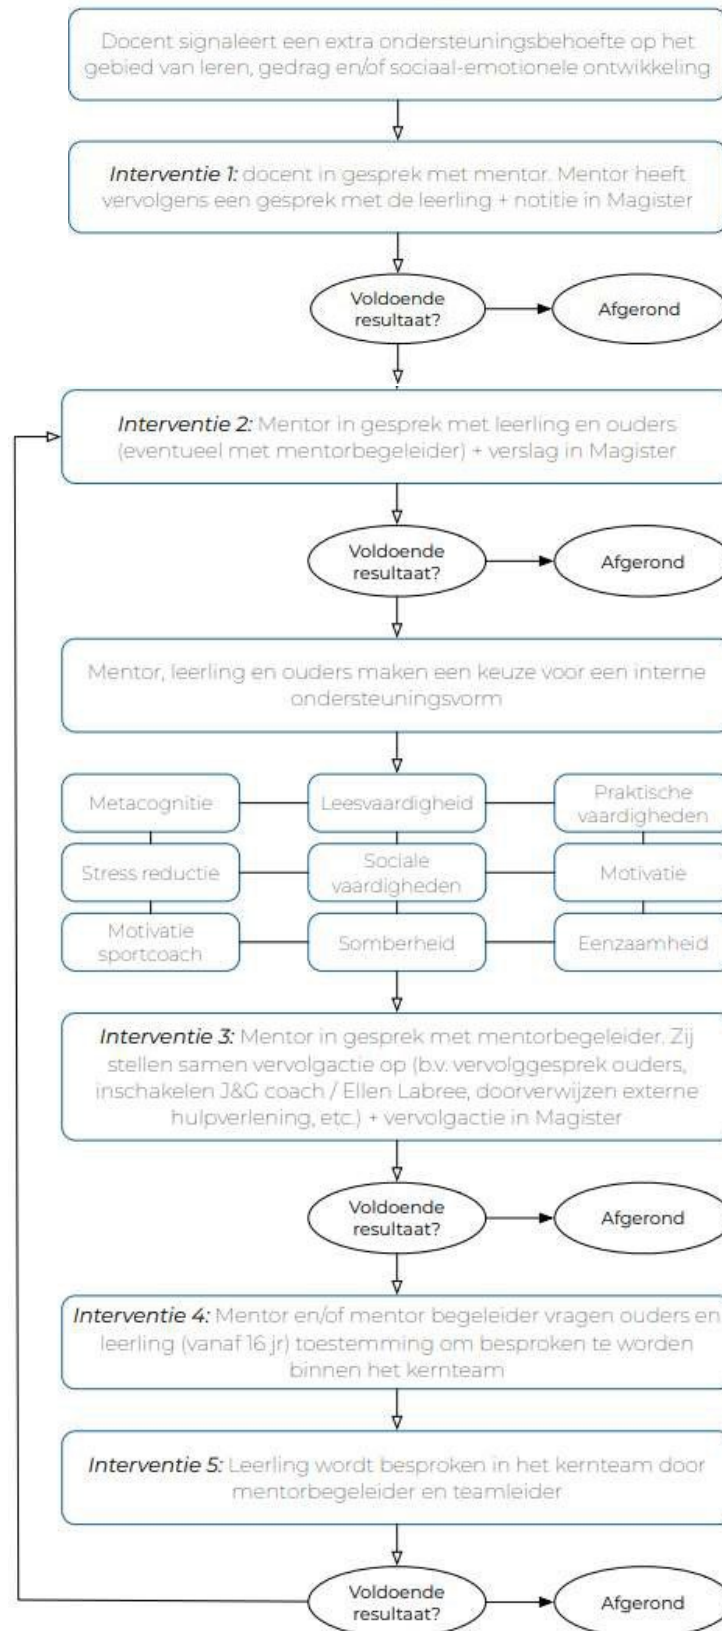 Docent signaleert een extra ondersteuningsbehoefte op het
gebied van leren, gedrag en/of sociaal-emotionele ontwikkeling
Interventie 1: docent in gesprek met mentor. Mentor heeft
vervolgens een gesprek met de leerling + notitie in Magister
Voldoende
resultaat?
Afgerond
Interventie 2: Mentor in gesprek met leerling en ouders
(eventueel met mentorbegeleider) + verslag in Magister
Voldoende
resultaat?
Afgerond
Mentor, leerling en ouders maken een keuze voor een interne
ondersteuningsvorm
Metacognitie
Leesvaardigheid
Praktische
vaardigheden
Stress reductie
Sociale
vaardigheden
Motivatie
Motivatie
sportcoach
Somberheid
Eenzaamheid
Interventie 3: Mentor in gesprek met mentorbegeleider. Zij
stellen samen vervolgactie op (b.v. vervolggesprek ouders,
inschakelen J&G coach / Ellen Labree, doorverwijzen externe
hulpverlening, etc.) + vervolgactie in Magister
Voldoende
resultaat?
Afgerond
Interventie 4: Mentor en/of mentor begeleider vragen ouders en
leerling (vanaf 16 jr) toestemming om besproken te worden
binnen het kernteam
Interventie 5: Leerling wordt besproken in het kernteam door
mentorbegeleider en teamleider
Voldoende
resultaat?
Afgerond